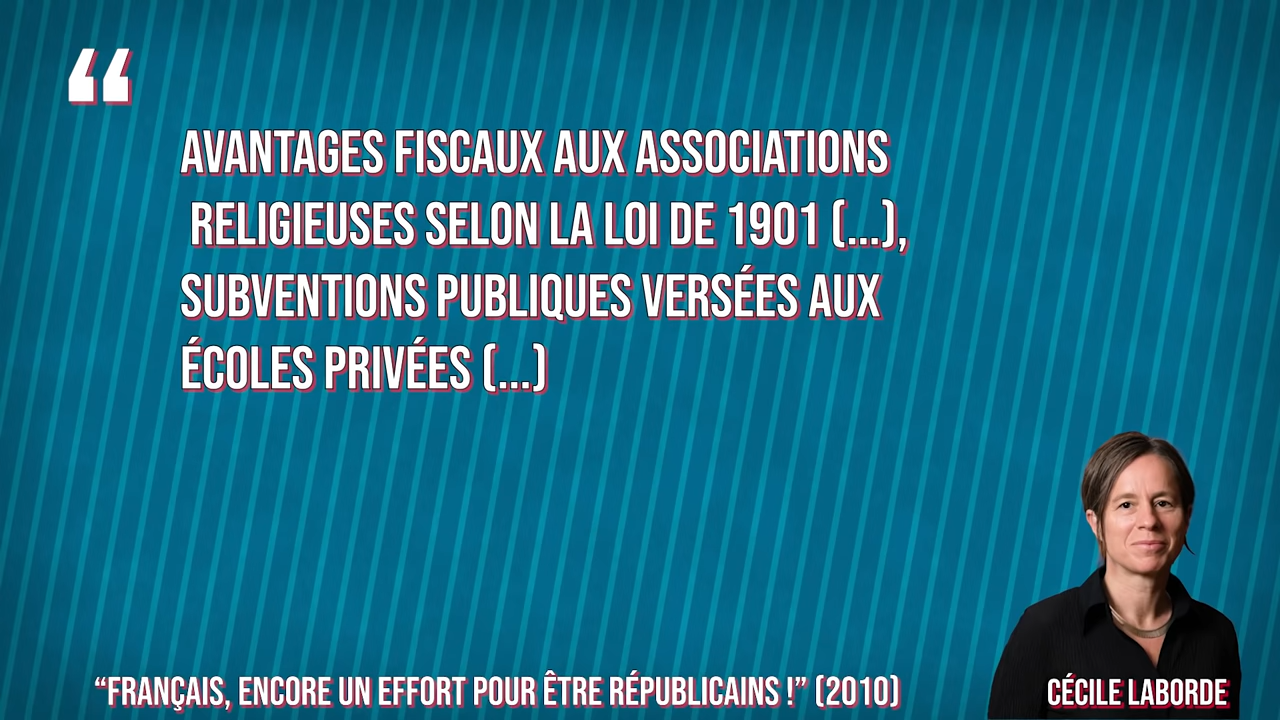 “
AVANTAGES FISCAUX AUX ASSOCIATIONS
RELIGIEUSES SELON LA LOI DE 1901 (...),
SUBVENTIONS PUBLIQUES VERSÉES AUX
ÉCOLES PRIVÉES (...)
“FRANÇAIS, ENCORE UN EFFORT POUR ÊTRE RÉPUBLICAINS !” (2010)
CÉCILE LABORDE